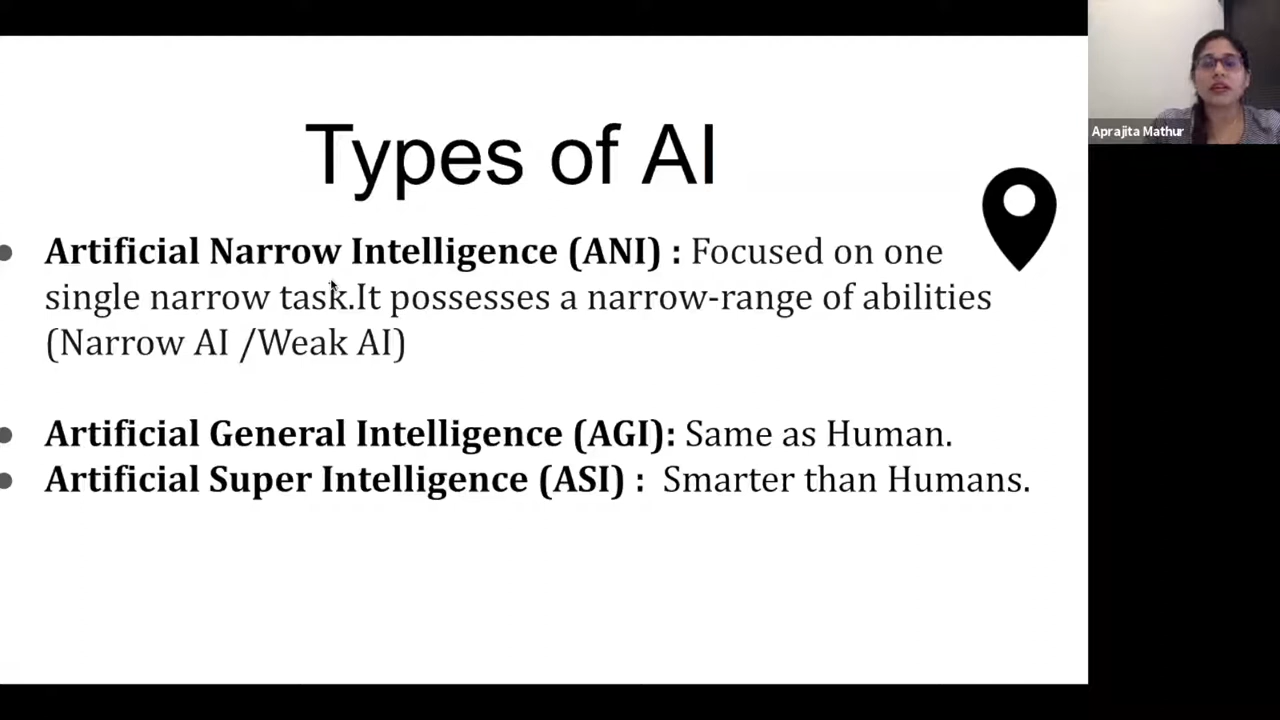 Types of AI
Aprajita Mathur
Artificial Narrow Intelligence (ANI) : Focused on one
single narrow task.It possesses a narrow-range of abilities
(Narrow AI /Weak AI)
Artificial General Intelligence (AGI): Same as Human.
Artificial Super Intelligence (ASI) : Smarter than Humans.